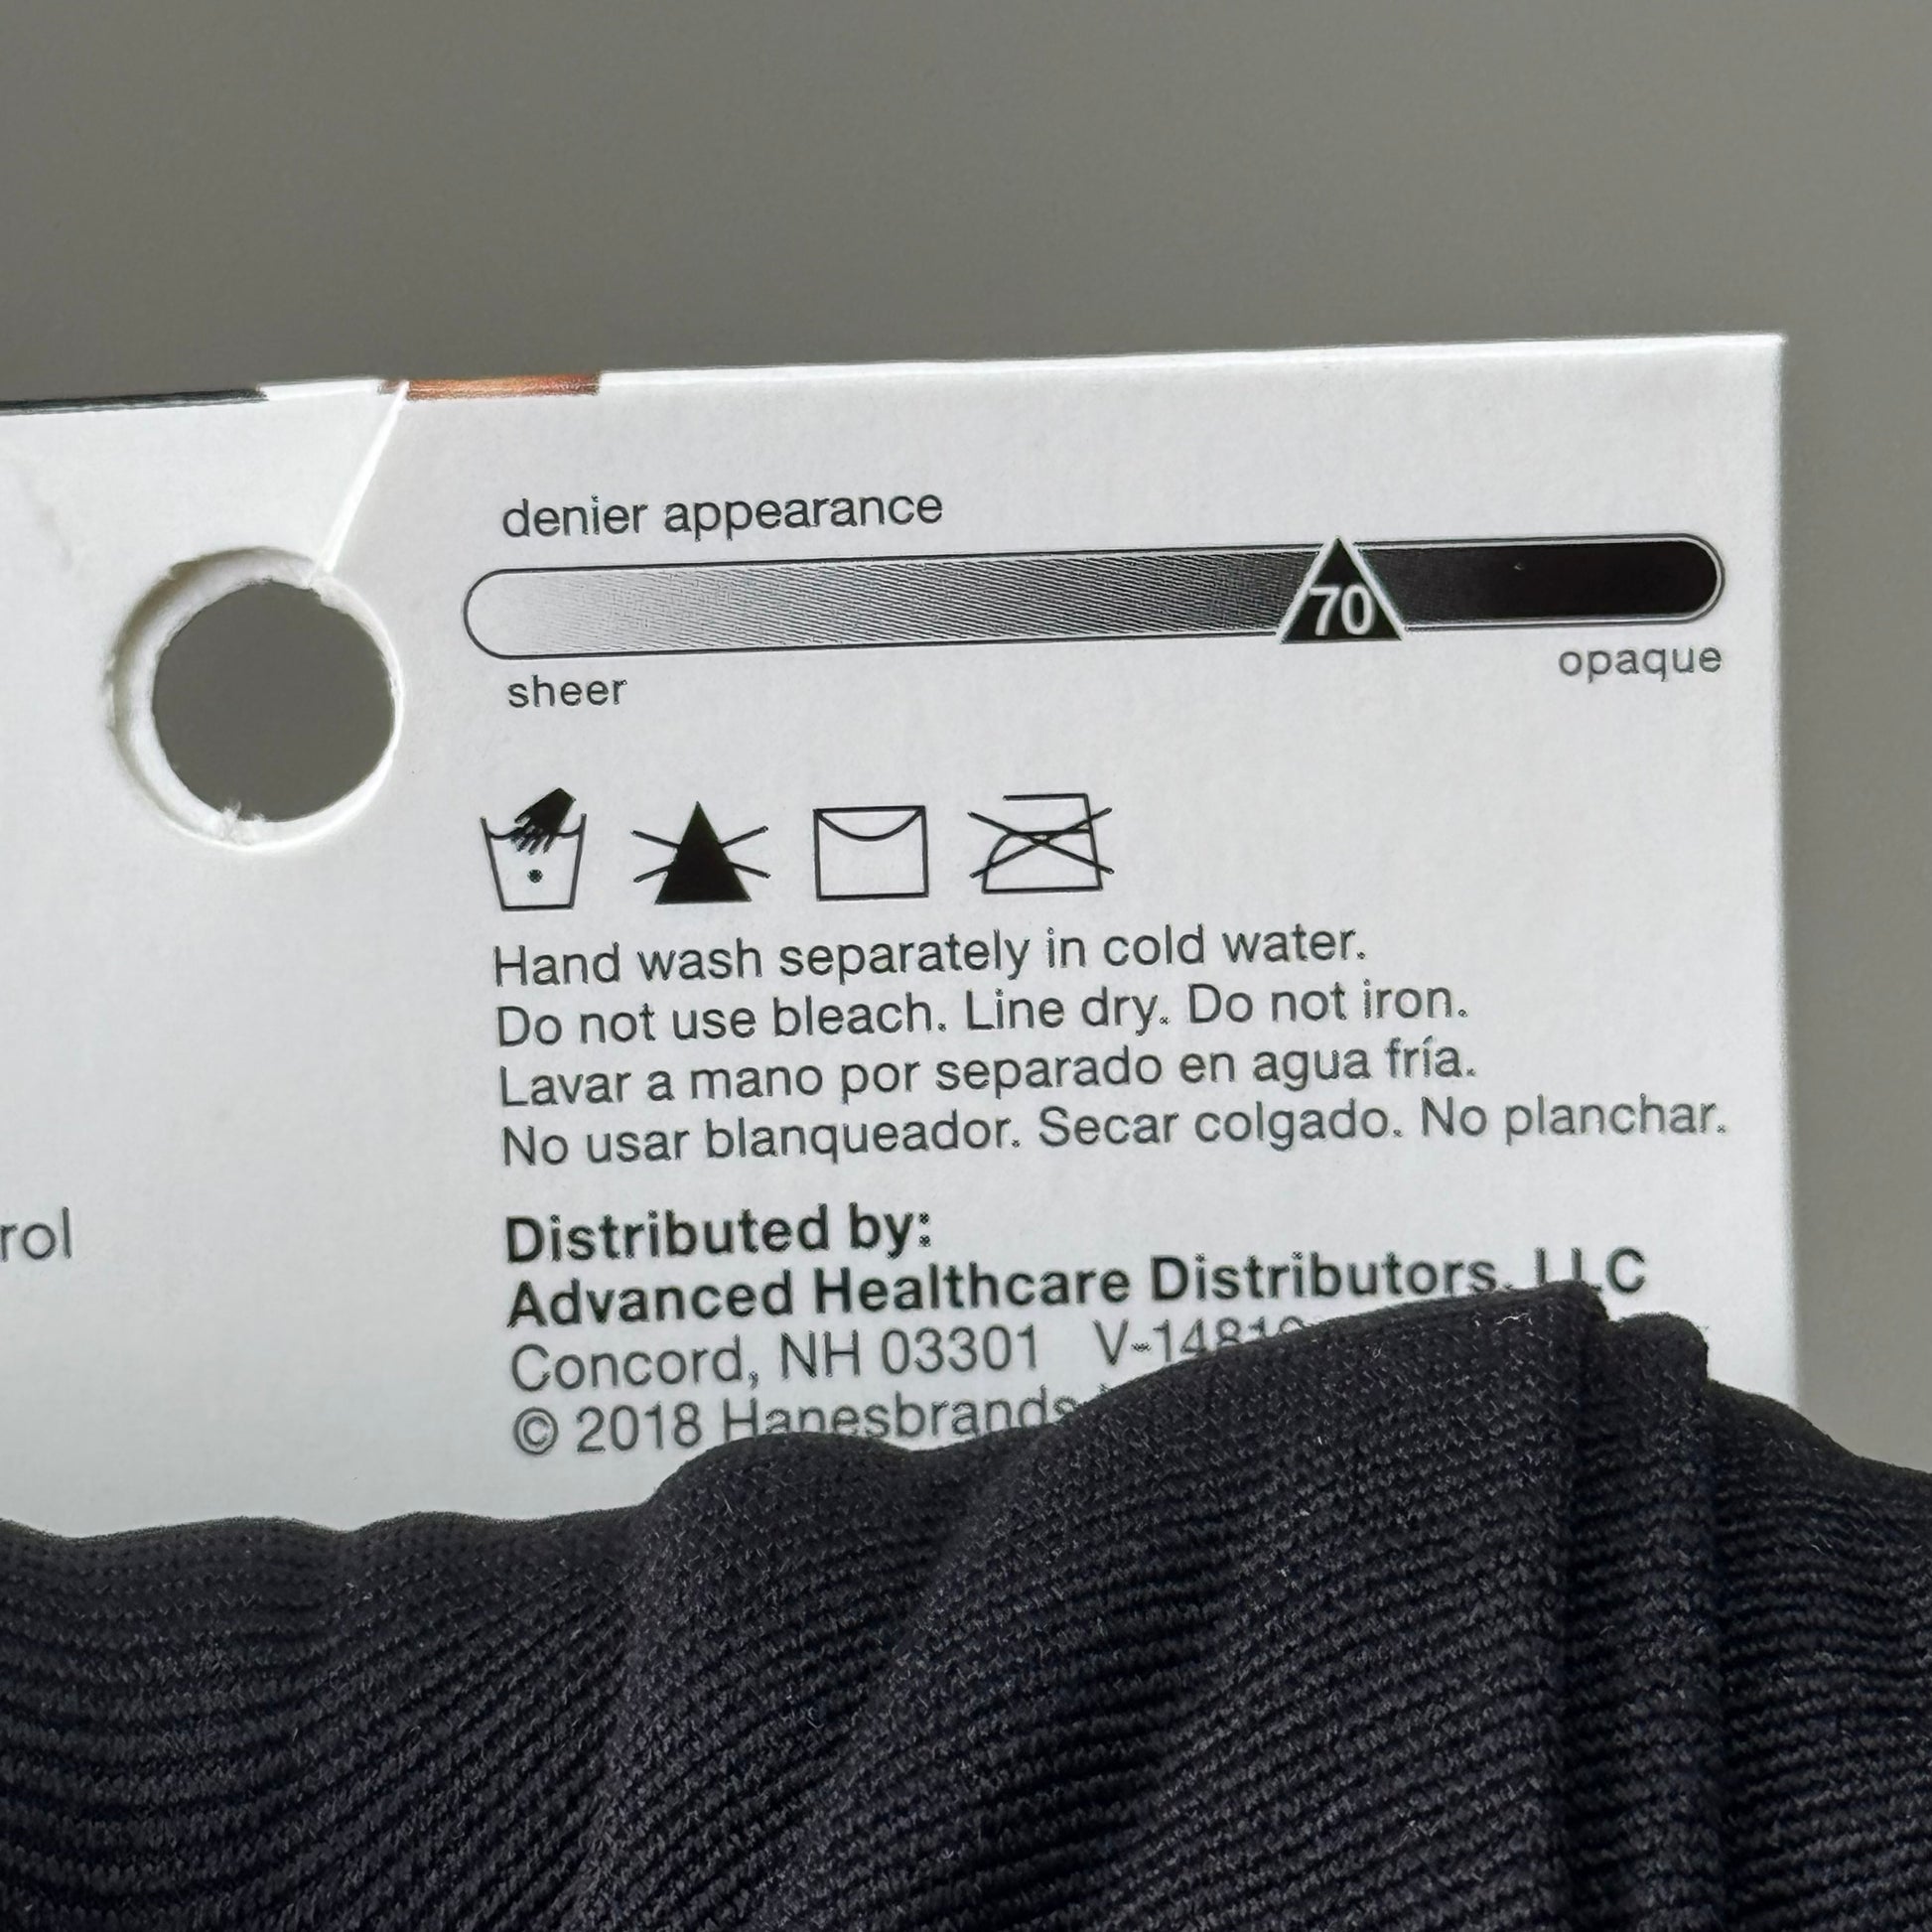 denier appearance
70
sheer
opaque
Hand wash separately in cold water.
Do not use bleach. Line dry. Do not iron.
Lavar a mano por separado en agua fría.
No usar blanqueador. Secar colgado. No planchar.
rol
Distributed by:
Advanced Healthcare Distributors, LLC
Concord, NH 03301
© 2018 Hanesbrands